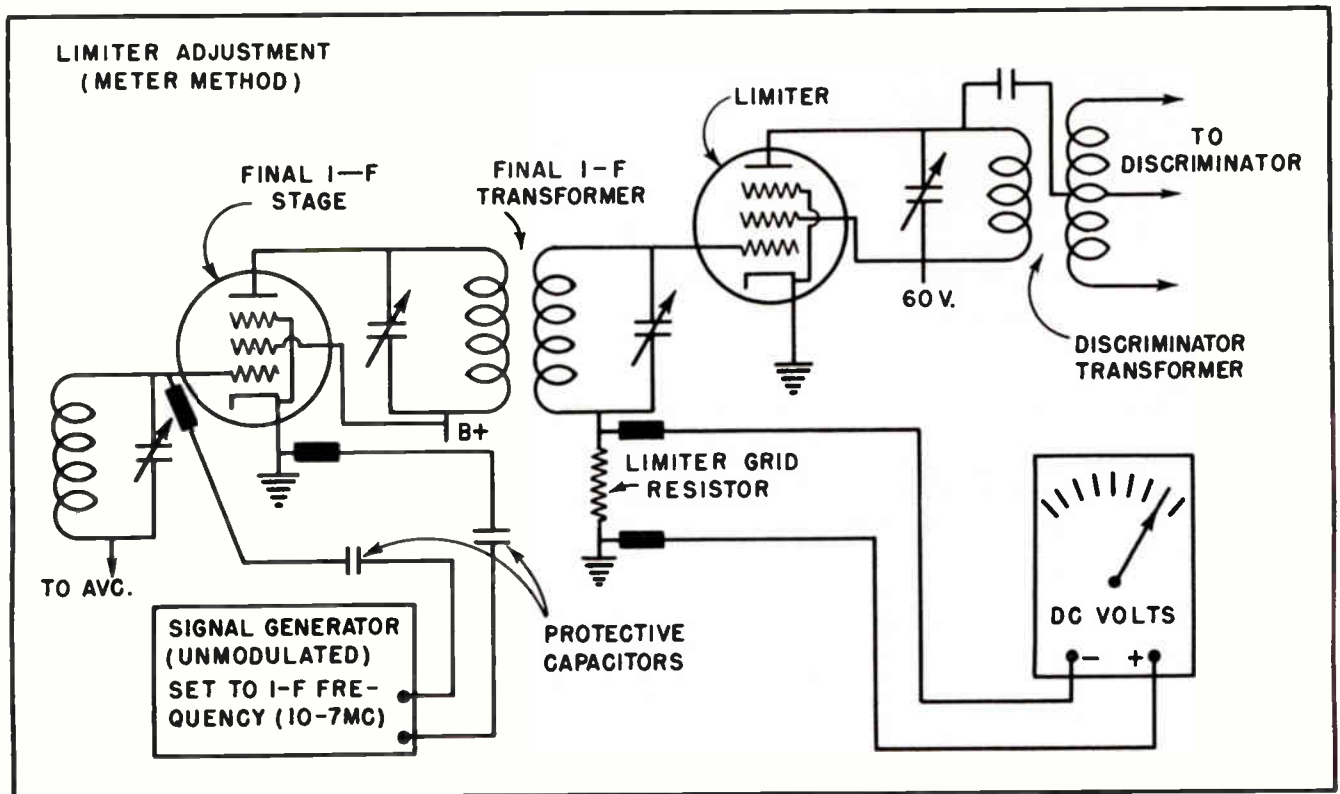 LIMITER ADJUSTMENT
(METER METHOD)
LIMITER
TO
DISCRIMINATOR
FINAL I—F
STAGE
FINAL I-F
TRANSFORMER
60 V.
DISCRIMINATOR
TRANSFORMER
B+
LIMITER GRID
RESISTOR
TO AVC.
PROTECTIVE
CAPACITORS
SIGNAL GENERATOR
(UNMODULATED)
SET TO I-F FRE-
QUENCY (10-7MC)
DC VOLTS
- +